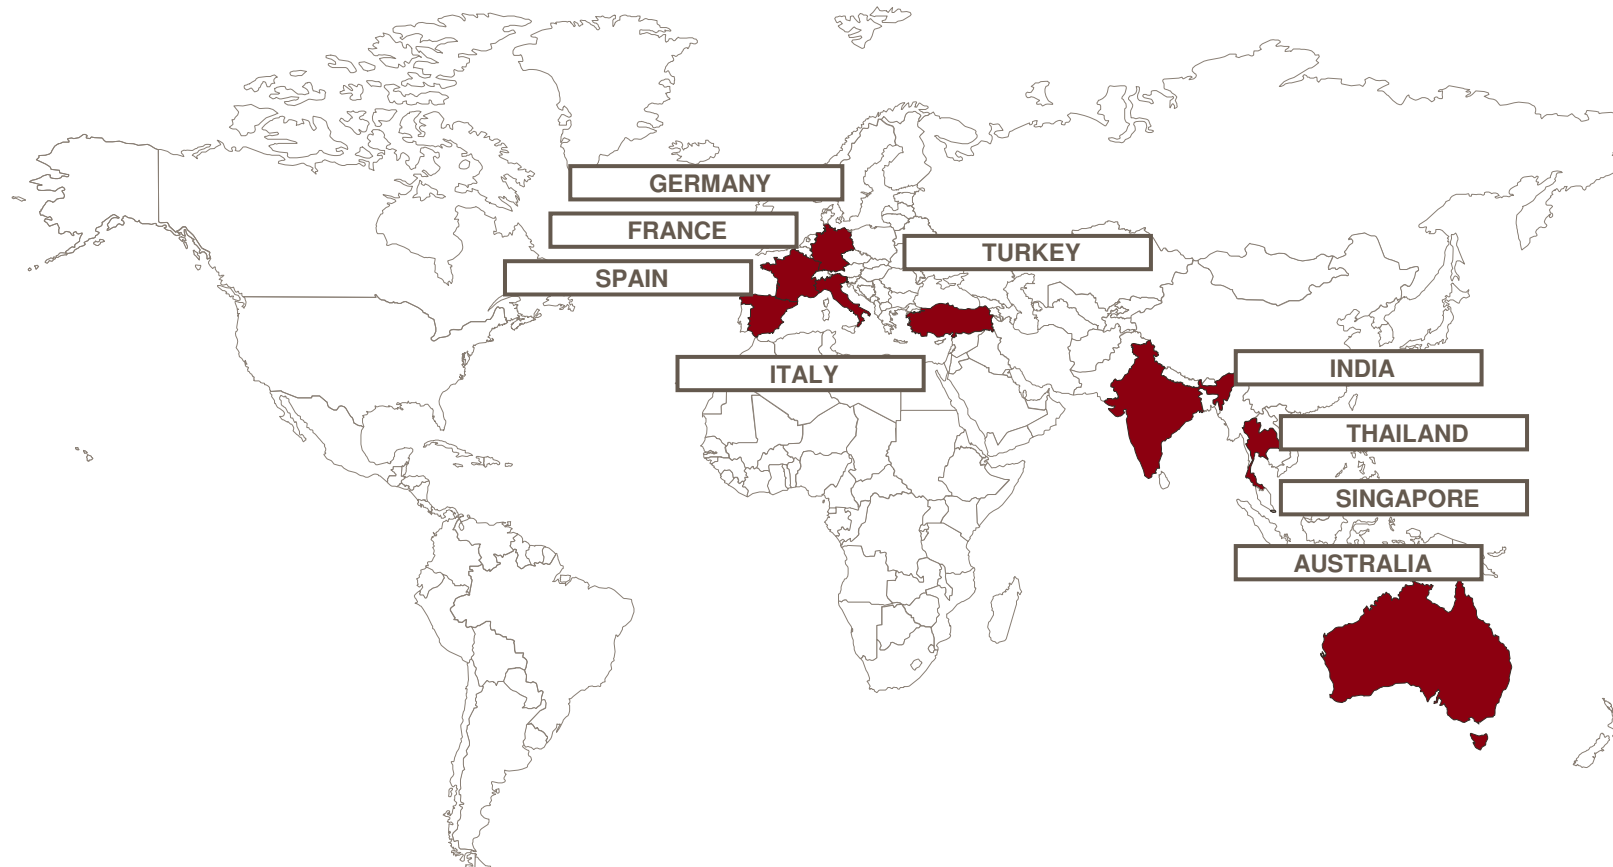 GERMANY
FRANCE
TURKEY
SPAIN
ITALY
INDIA
THAILAND
SINGAPORE
AUSTRALIA